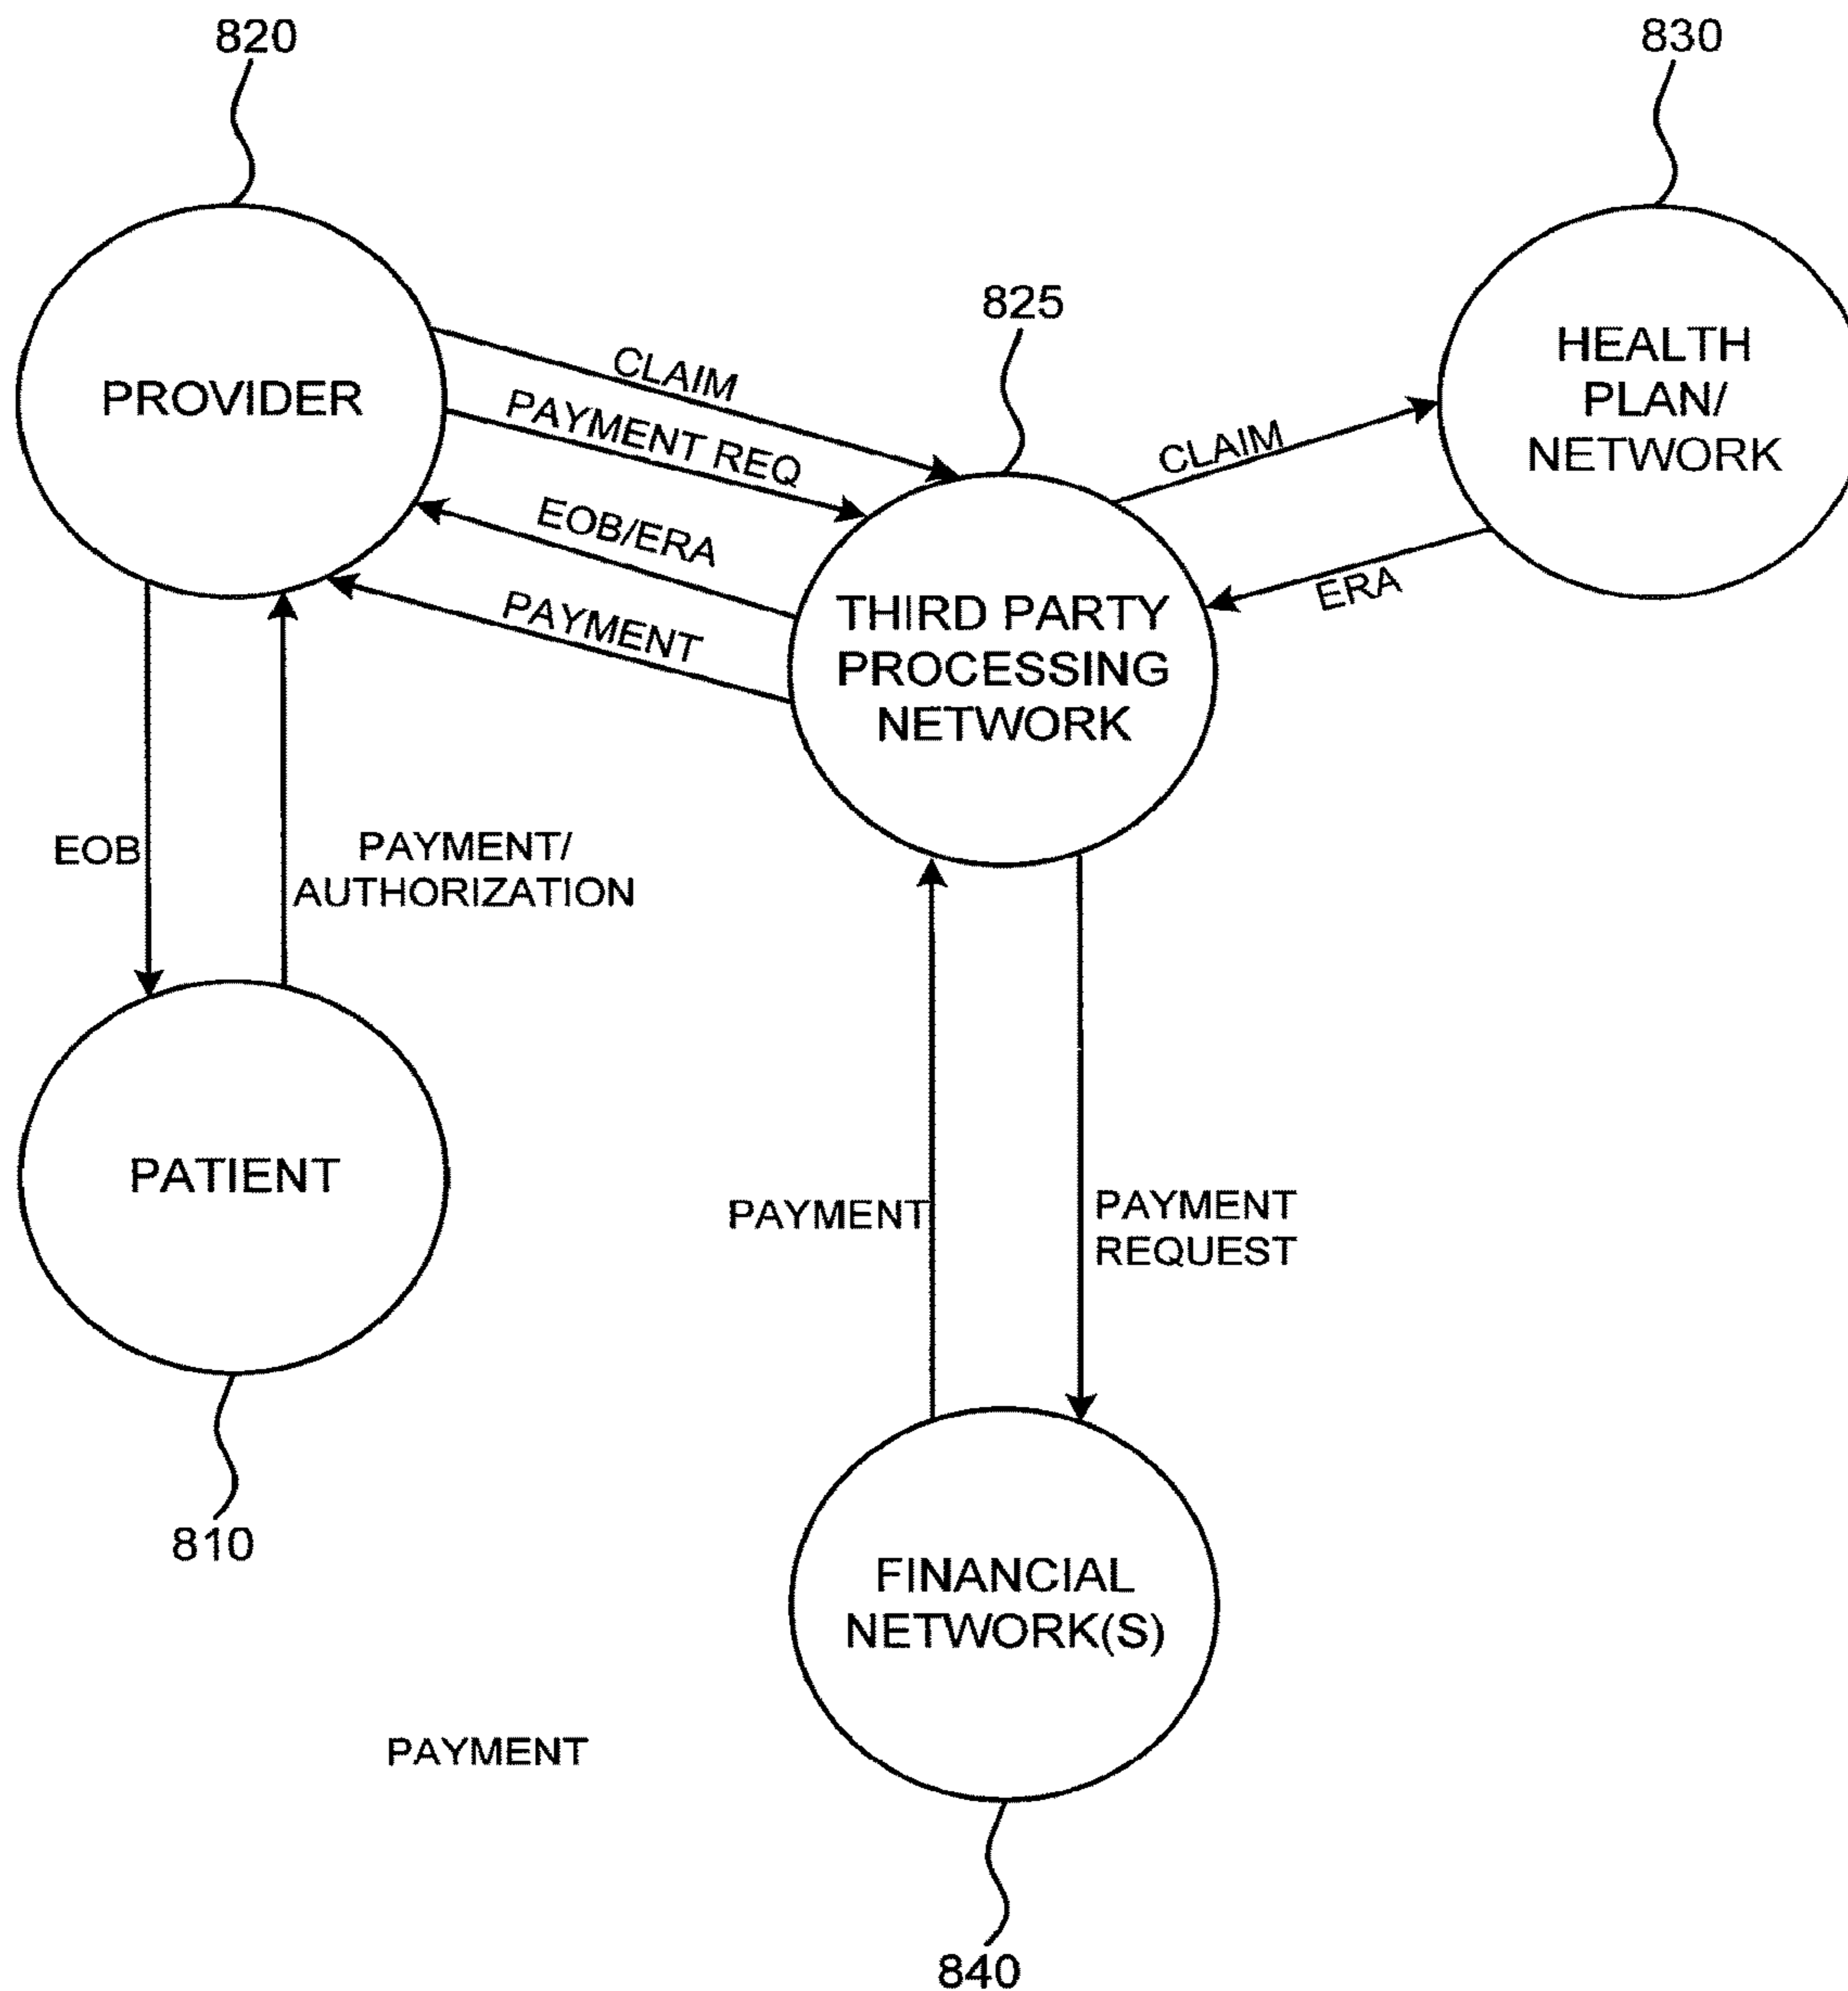 820
830
825
PROVIDER
HEALTH
PLAN/
NETWORK
CLAIM
PAYMENT REQ
EOB/ERA
PAYMENT
CLAIM
ERA
THIRD PARTY
PROCESSING
NETWORK
EOB
PAYMENT/
AUTHORIZATION
PATIENT
PAYMENT
PAYMENT
REQUEST
810
FINANCIAL
NETWORK(S)
PAYMENT
840